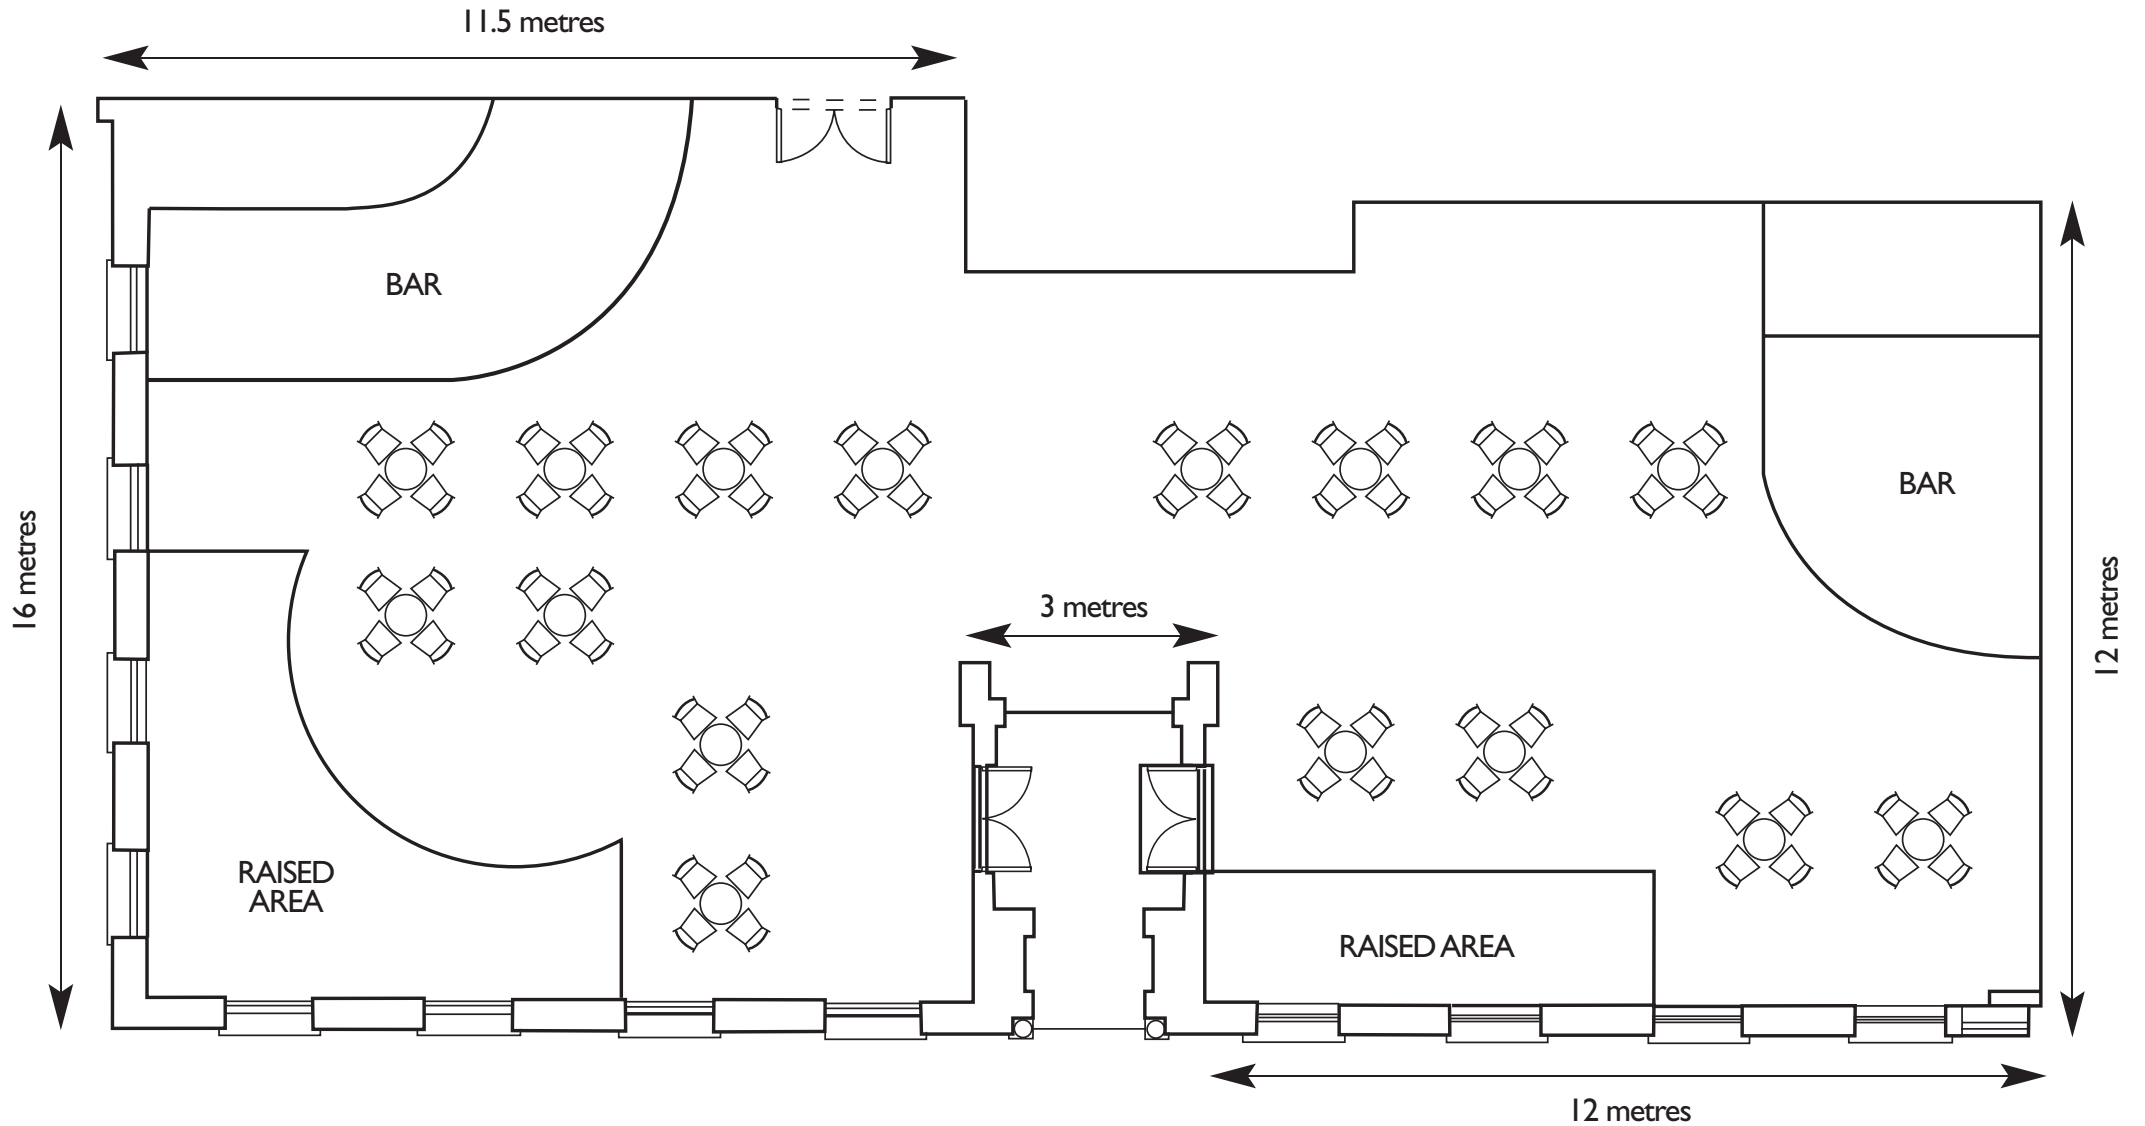 11.5 metres
BAR
BAR
16 metres
12 metres
3 metres
RAISED
AREA
RAISED AREA
12 metres